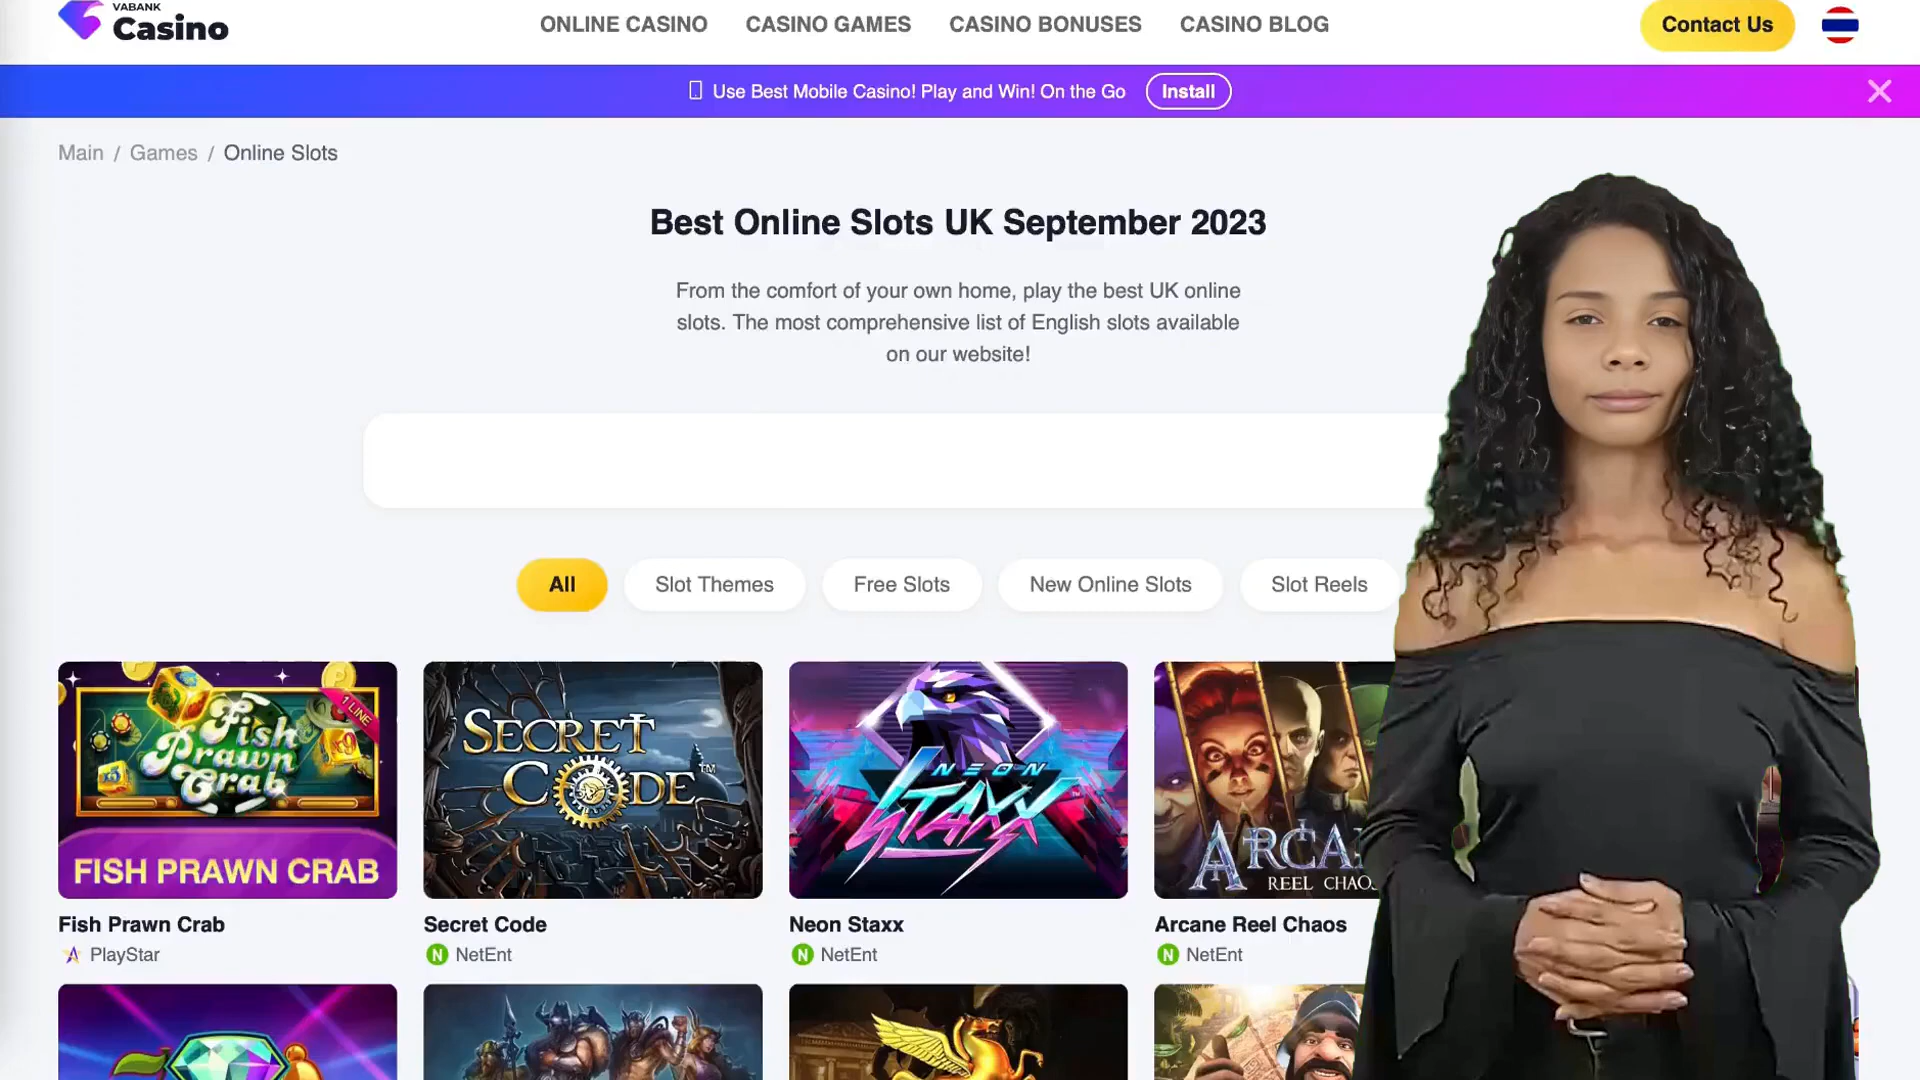 VABANK
Casino
ONLINE CASINO
CASINO GAMES
CASINO BONUSES
CASINO BLOG
Contact Us
Use Best Mobile Casino! Play and Win! On the Go
Install
Main / Games / Online Slots
Best Online Slots UK September 2023
From the comfort of your own home, play the best UK online
slots. The most comprehensive list of English slots available
on our website!
All
Slot Themes
Free Slots
New Online Slots
Slot Reels
1 LINE
Fish
Prawn
Crab
FISH PRAWN CRAB
SECRET
CODE™
NEON
STAXX
ARCA
REEL CHAOS
Fish Prawn Crab
Secret Code
Neon Staxx
Arcane Reel Chaos
PlayStar
N NetEnt
N NetEnt
N NetEnt